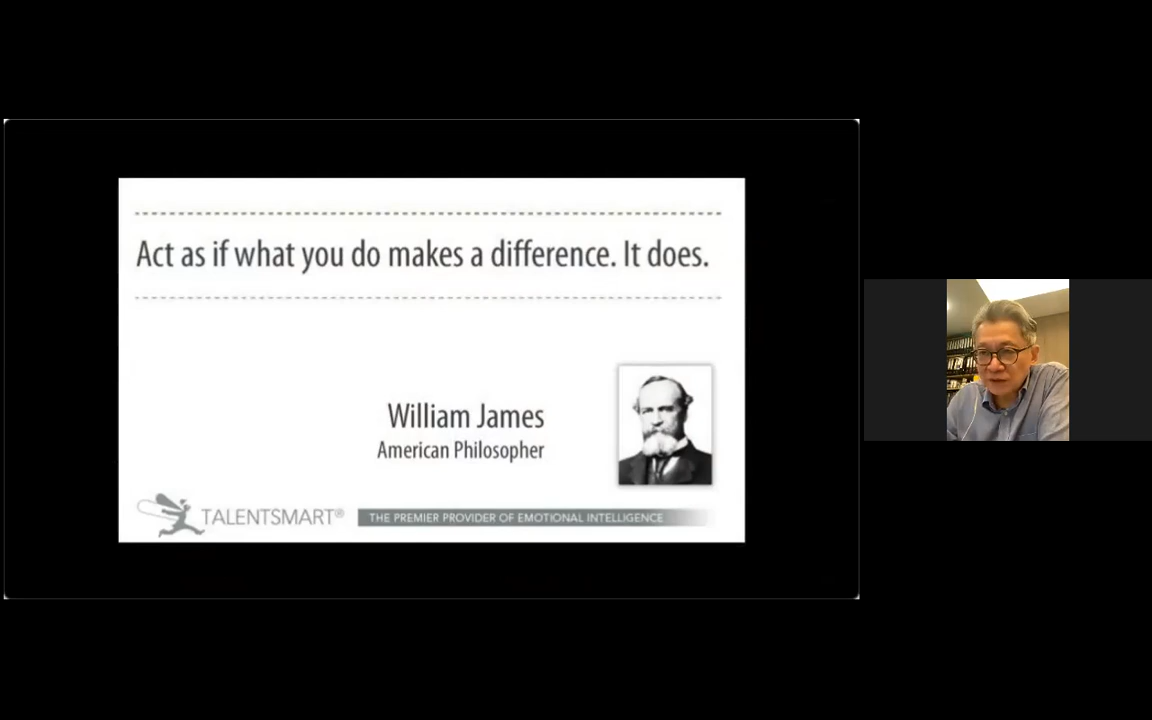 Act as if what you do makes a difference. It does.
William James
American Philosopher
TALENTSMART®
THE PREMIER PROVIDER OF EMOTIONAL INTELLIGENCE